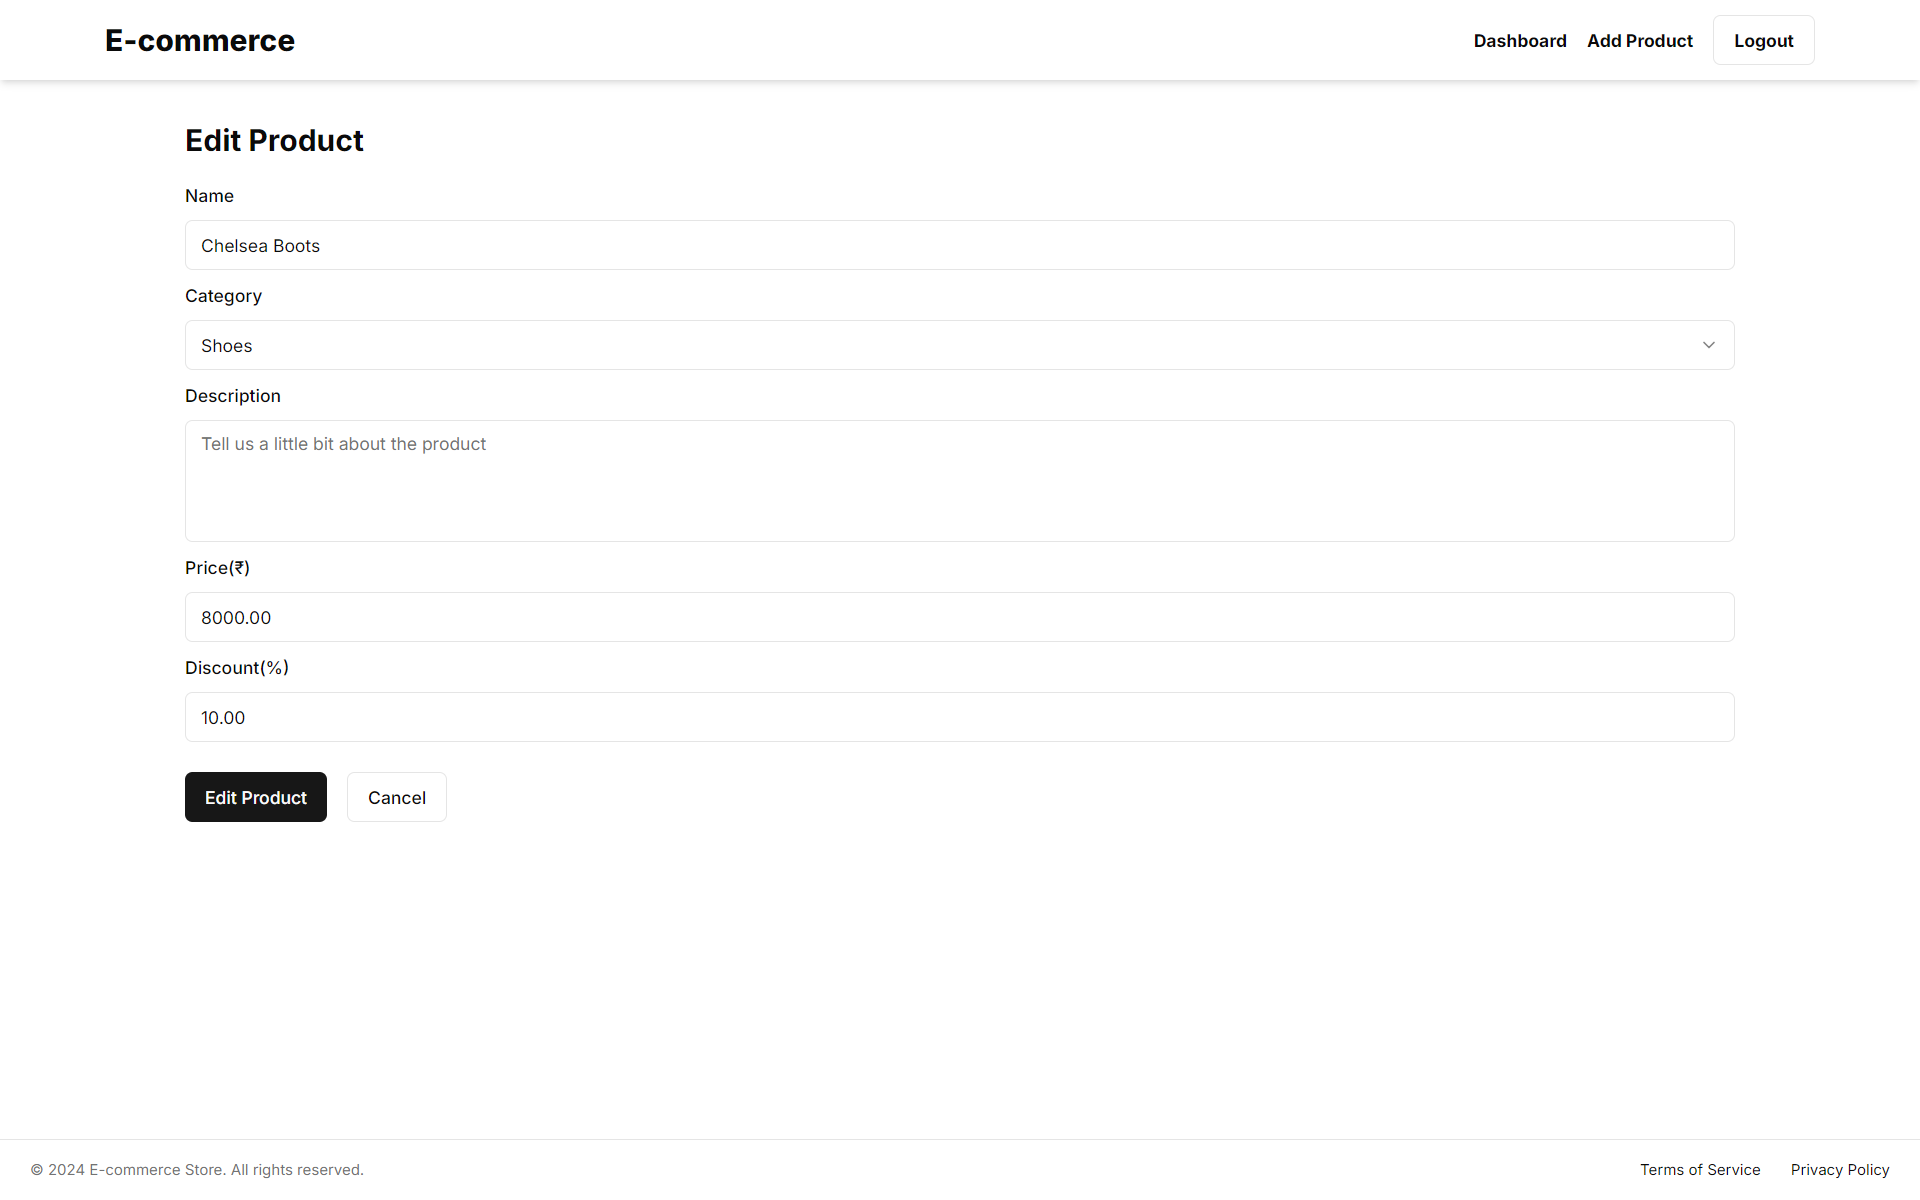 E-commerce
Dashboard Add Product Logout
Edit Product
Name
Chelsea Boots
Category
Shoes
Description
Tell us a little bit about the product
Price(₹)
8000.00
Discount(%)
10.00
Edit Product Cancel
© 2024 E-commerce Store. All rights reserved.
Terms of Service Privacy Policy